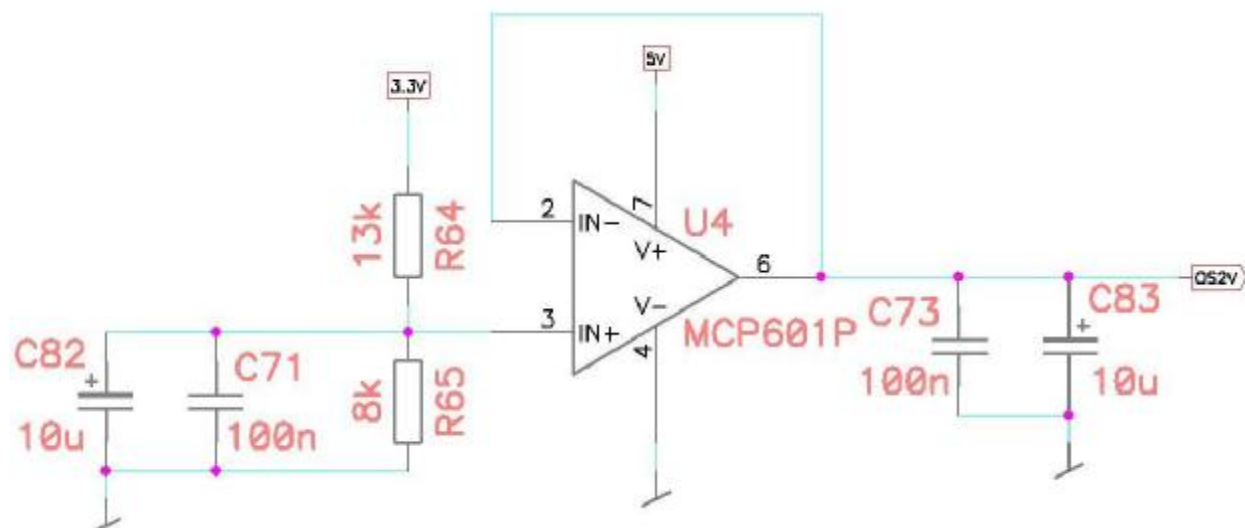 3.3V
5V
13k
R64
2
IN-
7
V+
U4
6
OS2V
V-
MCP601P
3
IN+
4
C82
+
10u
C71
100n
8k
R65
C73
100n
C83
+
10u